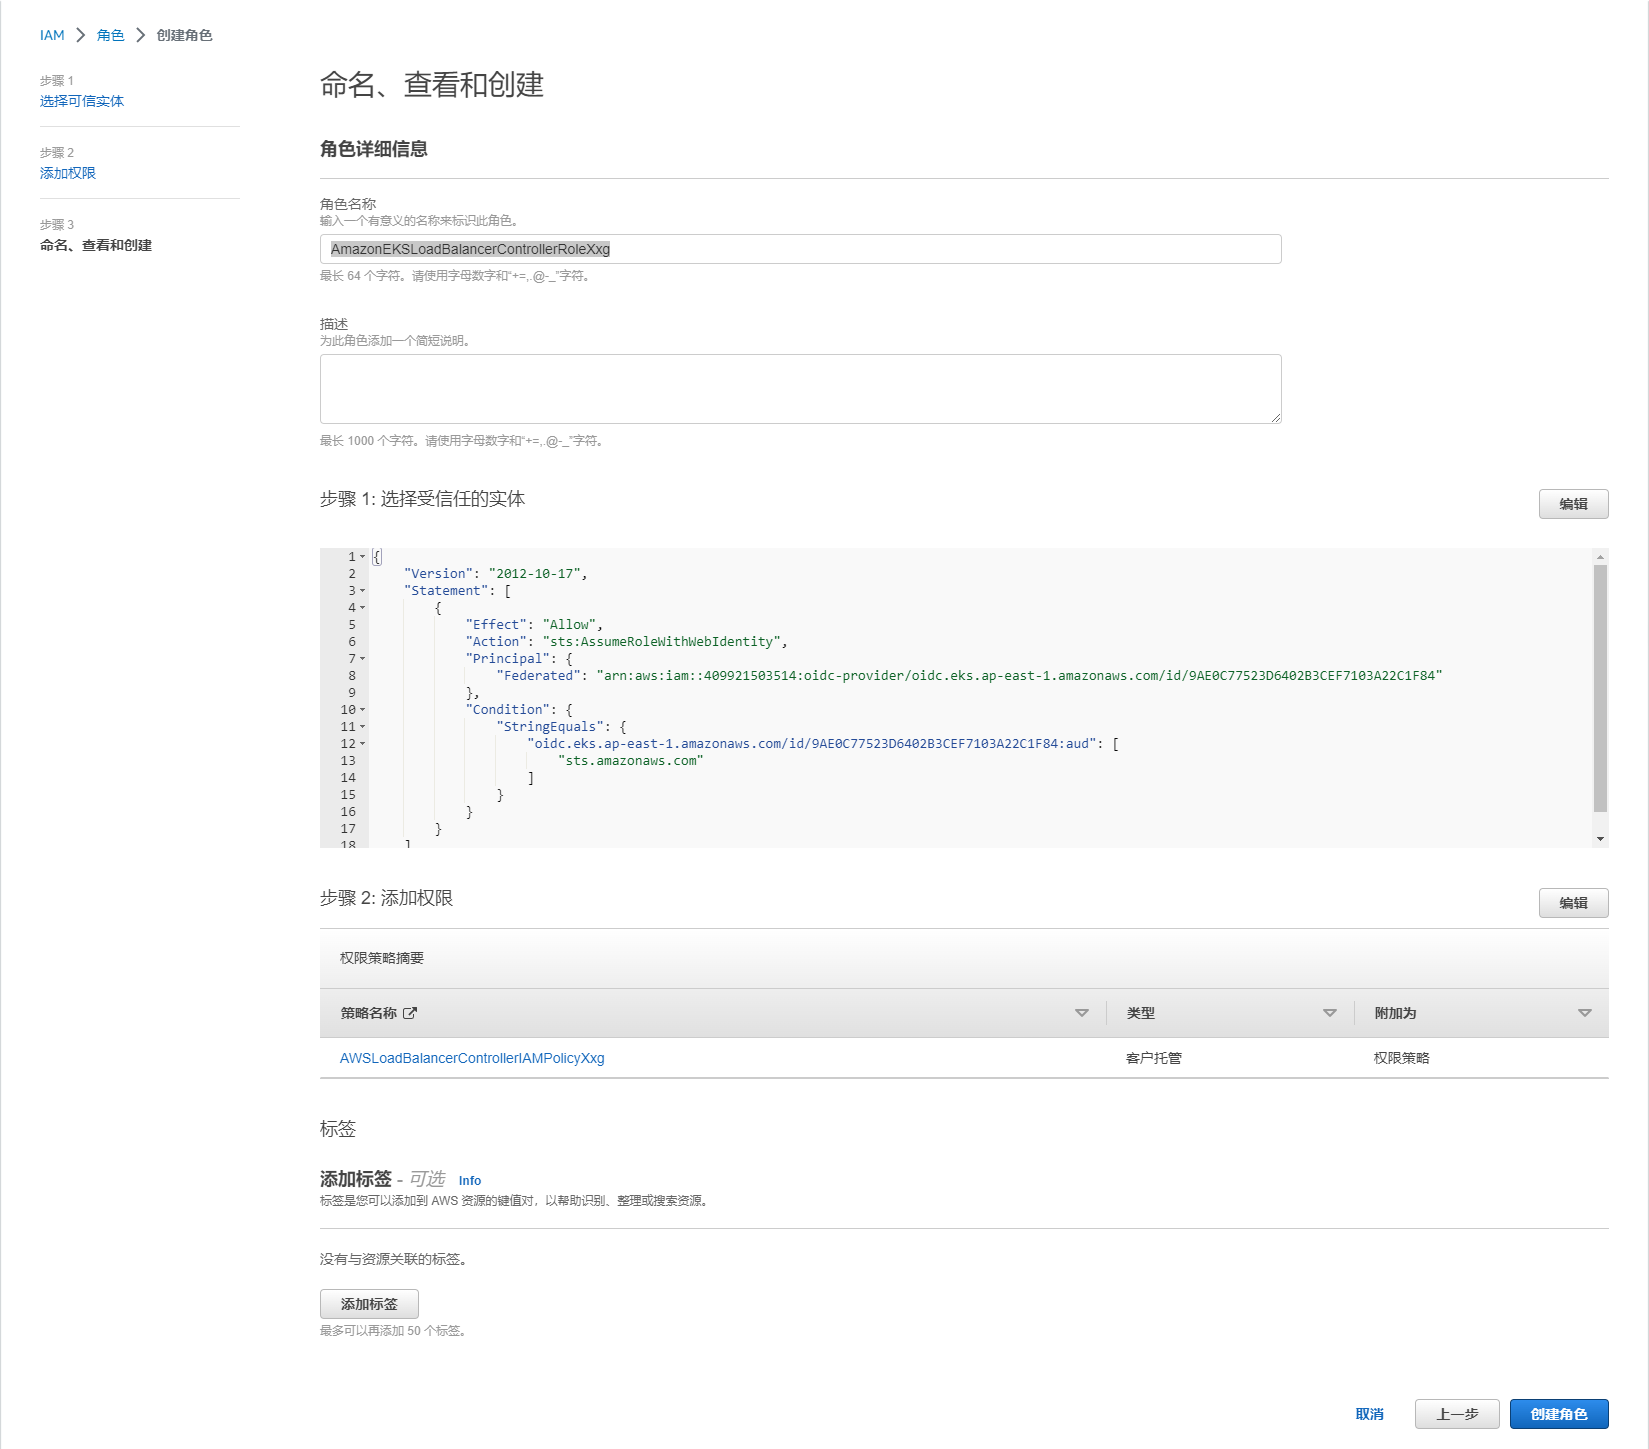 IAM > 角色 > 创建角色
步骤 1
选择可信实体
步骤 2
添加权限
步骤 3
命名、查看和创建
命名、查看和创建
角色详细信息
角色名称
输入一个有意义的名称来标识此角色。
AmazonEKSLoadBalancerControllerRoleXxg
最长 64 个字符。请使用字母数字和“+=,.@-_”字符。
描述
为此角色添加一个简短说明。
最长 1000 个字符。请使用字母数字和“+=,.@-_”字符。
步骤 1: 选择受信任的实体
编辑
1 {
2 "Version": "2012-10-17",
3 "Statement": [
4 {
5 "Effect": "Allow",
6 "Action": "sts:AssumeRoleWithWebIdentity",
7 "Principal": {
8 "Federated": "arn:aws:iam::409921503514:oidc-provider/oidc.eks.ap-east-1.amazonaws.com/id/9AE0C77523D6402B3CEF7103A22C1F84"
9 },
10 "Condition": {
11 "StringEquals": {
12 "oidc.eks.ap-east-1.amazonaws.com/id/9AE0C77523D6402B3CEF7103A22C1F84:aud": [
13 "sts.amazonaws.com"
14 ]
15 }
16 }
17 }
18 ]
步骤 2: 添加权限
编辑
权限策略摘要
策略名称 类型 附加为
AWSLoadBalancerControllerIAMPolicyXxg 客户托管 权限策略
标签
添加标签 - 可选 Info
标签是您可以添加到 AWS 资源的键值对，以帮助识别、整理或搜索资源。
没有与资源关联的标签。
添加标签
最多可以再添加 50 个标签。
取消 上一步 创建角色